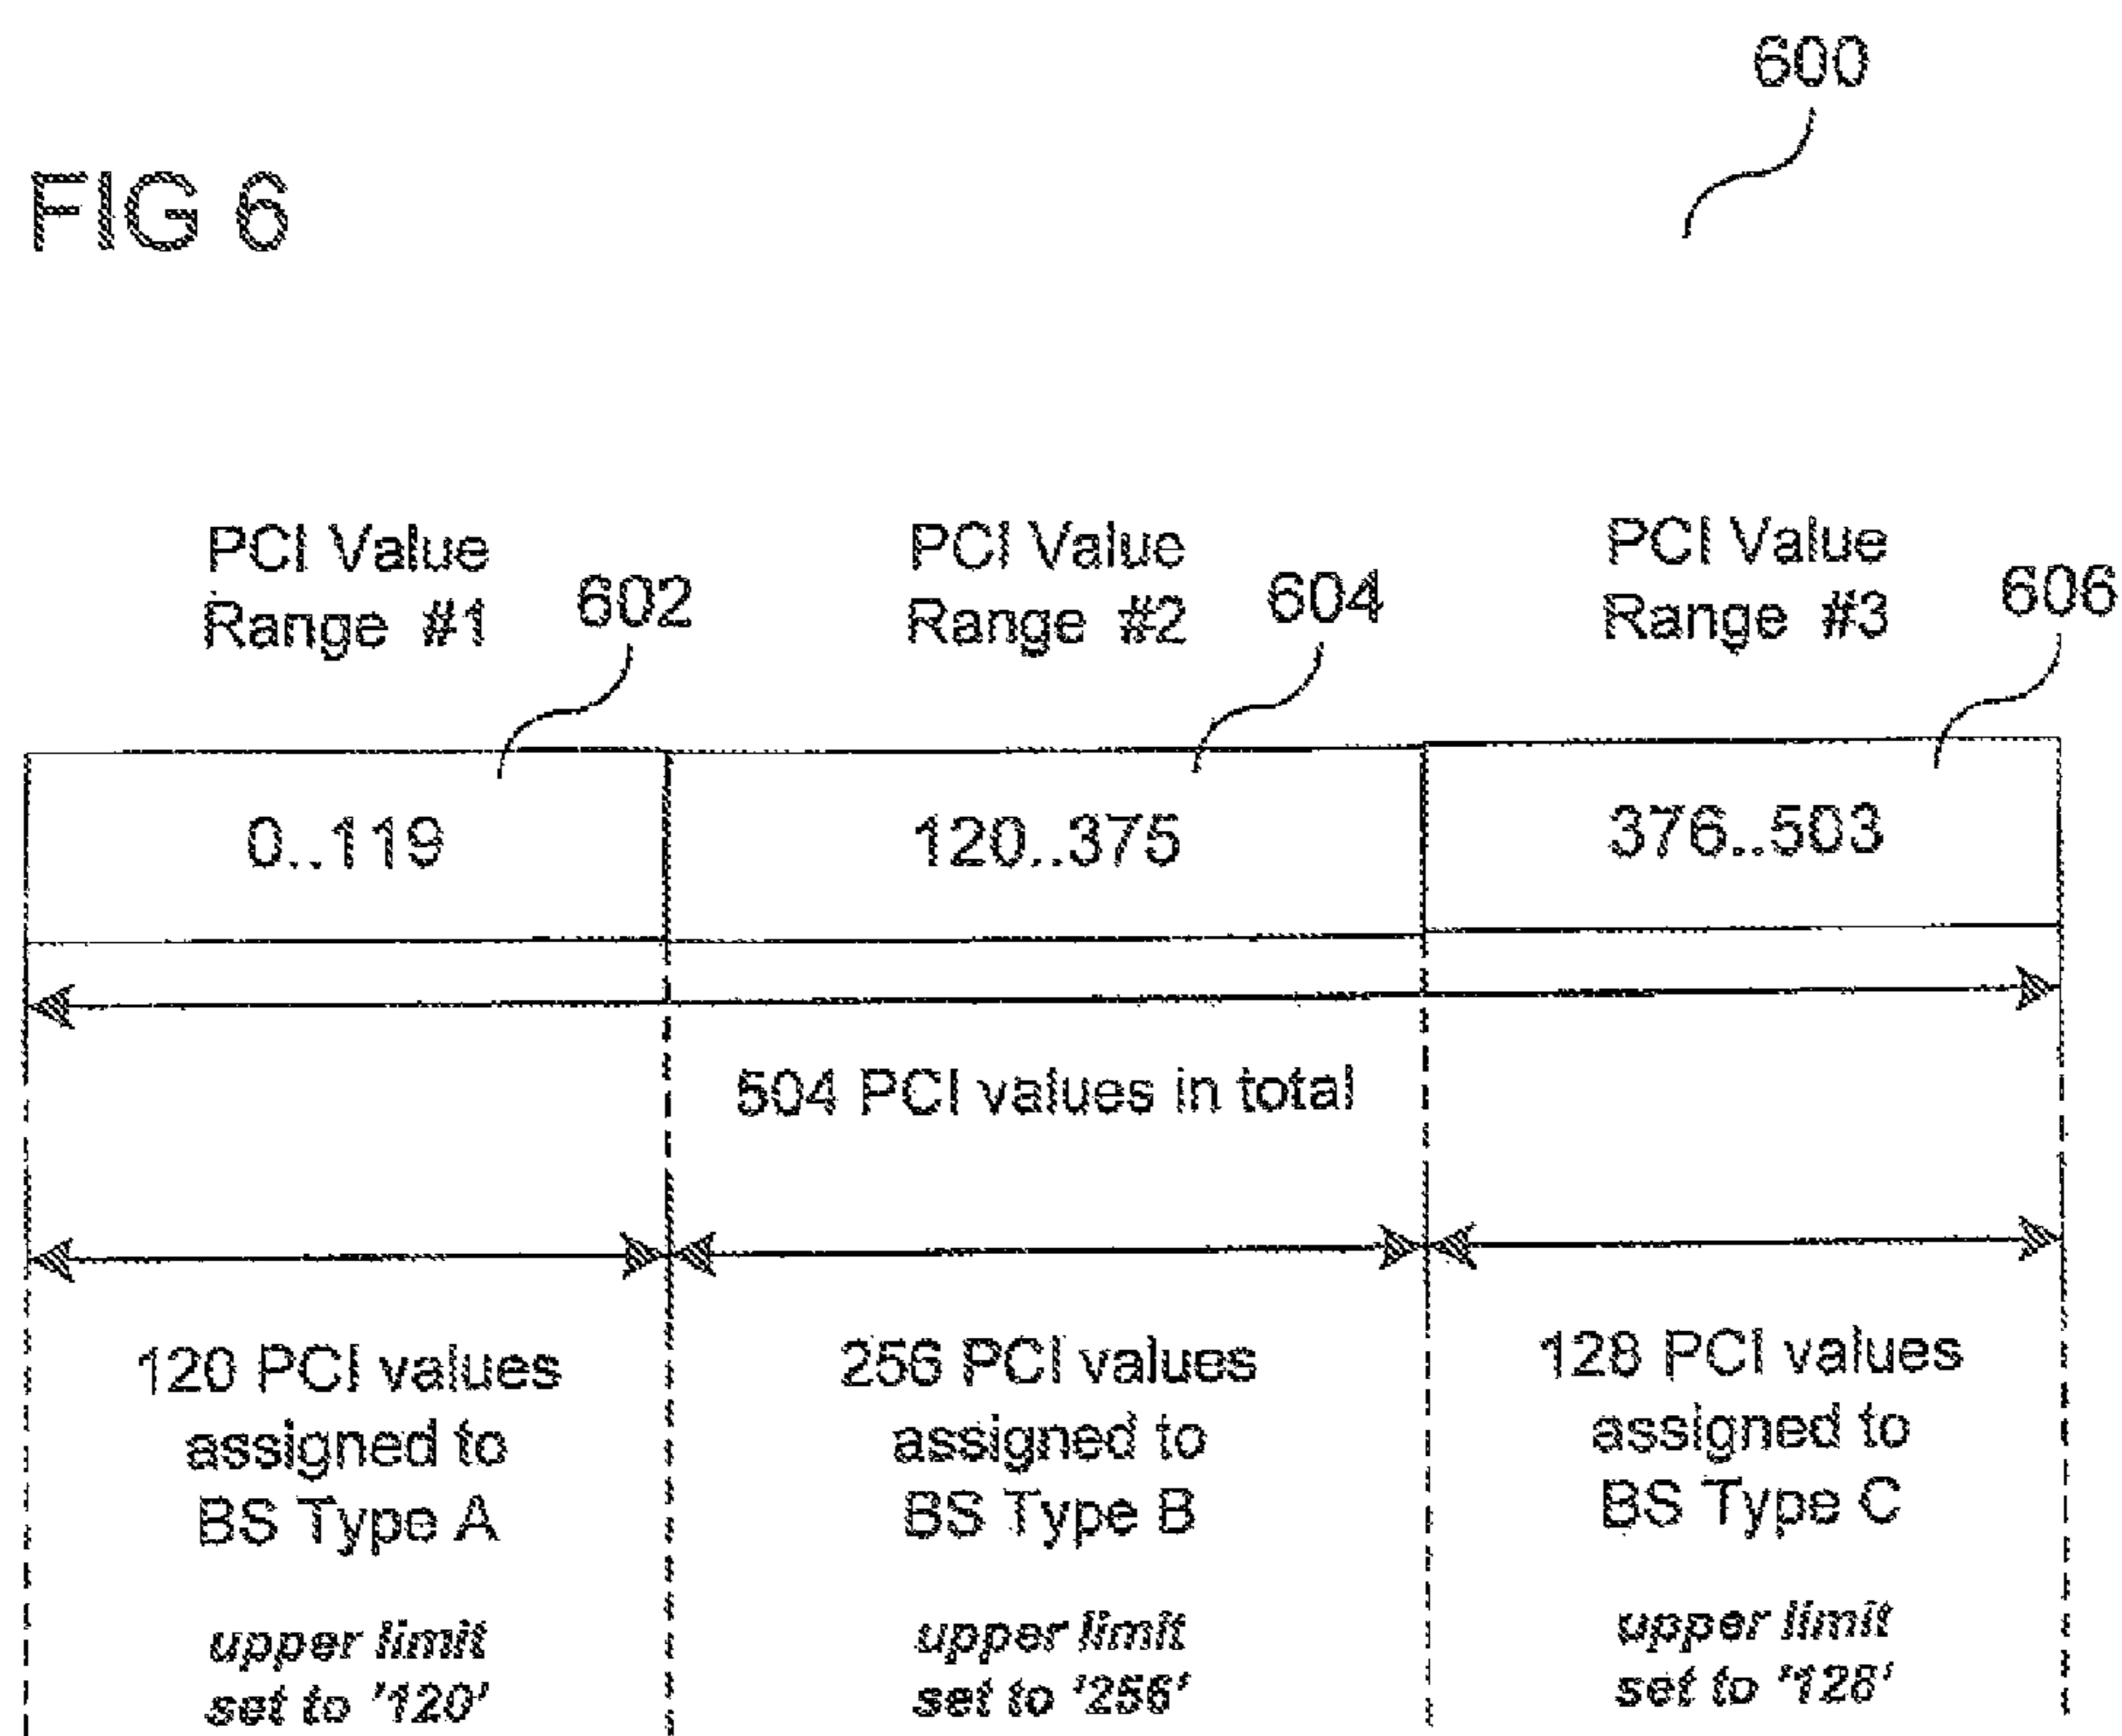 600
FIG 6
PCI Value
Range #1
602
PCI Value
Range #2
604
PCI Value
Range #3
606
0..119
120..375
376..503
504 PCI values in total
120 PCI values
assigned to
BS Type A
256 PCI values
assigned to
BS Type B
128 PCI values
assigned to
BS Type C
upper limit
set to '120'
upper limit
set to '256'
upper limit
set to '128'